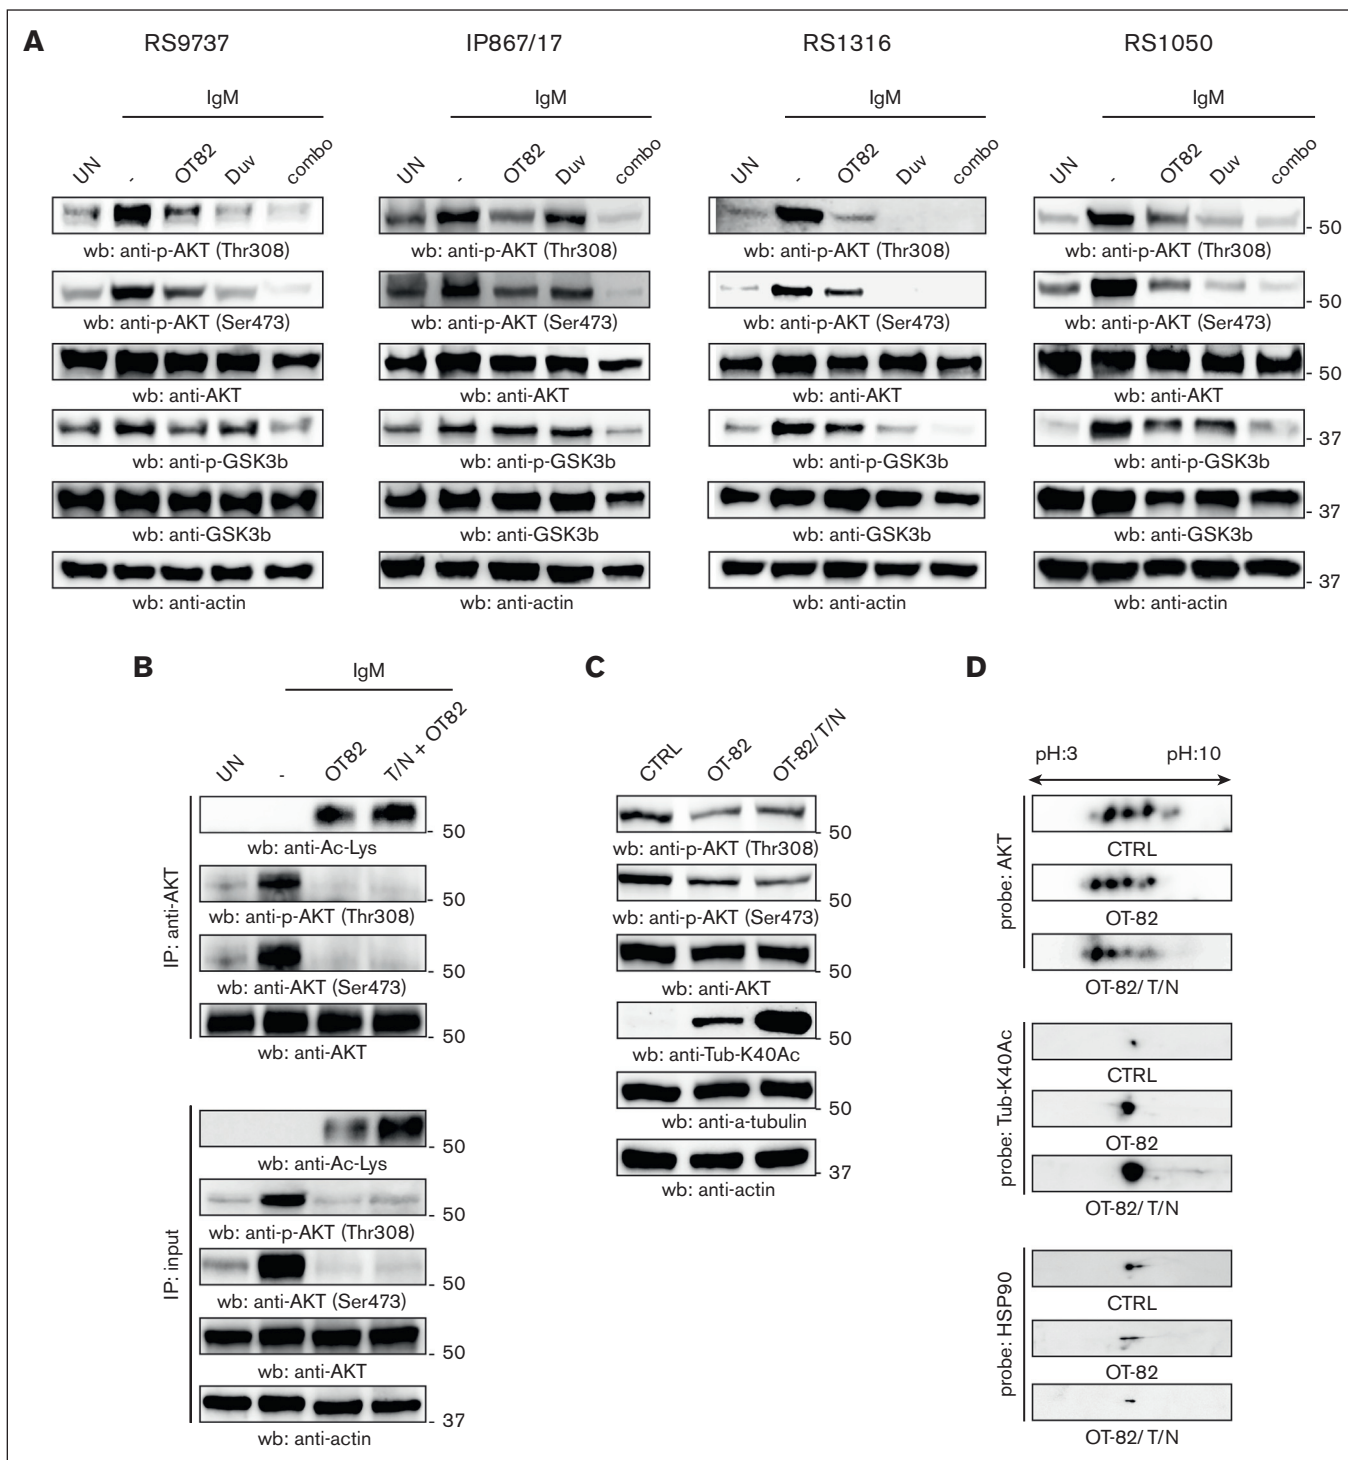 A
RS9737 IP867/17 RS1316 RS1050
IgM IgM IgM IgM
UN - OT82 Duv combo UN - OT82 Duv combo UN - OT82 Duv combo UN - OT82 Duv combo
- 50
wb: anti-p-AKT (Thr308) wb: anti-p-AKT (Thr308) wb: anti-p-AKT (Thr308) wb: anti-p-AKT (Thr308)
- 50
wb: anti-p-AKT (Ser473) wb: anti-p-AKT (Ser473) wb: anti-p-AKT (Ser473) wb: anti-p-AKT (Ser473)
- 50
wb: anti-AKT wb: anti-AKT wb: anti-AKT wb: anti-AKT
- 37
wb: anti-p-GSK3b wb: anti-p-GSK3b wb: anti-p-GSK3b wb: anti-p-GSK3b
- 37
wb: anti-GSK3b wb: anti-GSK3b wb: anti-GSK3b wb: anti-GSK3b
- 37
wb: anti-actin wb: anti-actin wb: anti-actin wb: anti-actin
B
IgM
UN - OT82 T/N + OT82
IP: anti-AKT
- 50
wb: anti-Ac-Lys
- 50
wb: anti-p-AKT (Thr308)
- 50
wb: anti-AKT (Ser473)
- 50
wb: anti-AKT
IP: input
- 50
wb: anti-Ac-Lys
- 50
wb: anti-p-AKT (Thr308)
- 50
wb: anti-AKT (Ser473)
- 50
wb: anti-AKT
- 37
wb: anti-actin
C
CTRL OT-82 OT-82/ T/N
- 50
wb: anti-p-AKT (Thr308)
- 50
wb: anti-p-AKT (Ser473)
- 50
wb: anti-AKT
- 50
wb: anti-Tub-K40Ac
- 50
wb: anti-a-tubulin
- 37
wb: anti-actin
D
pH:3 pH:10
probe: AKT
CTRL
OT-82
OT-82/ T/N
probe: Tub-K40Ac
CTRL
OT-82
OT-82/ T/N
probe: HSP90
CTRL
OT-82
OT-82/ T/N